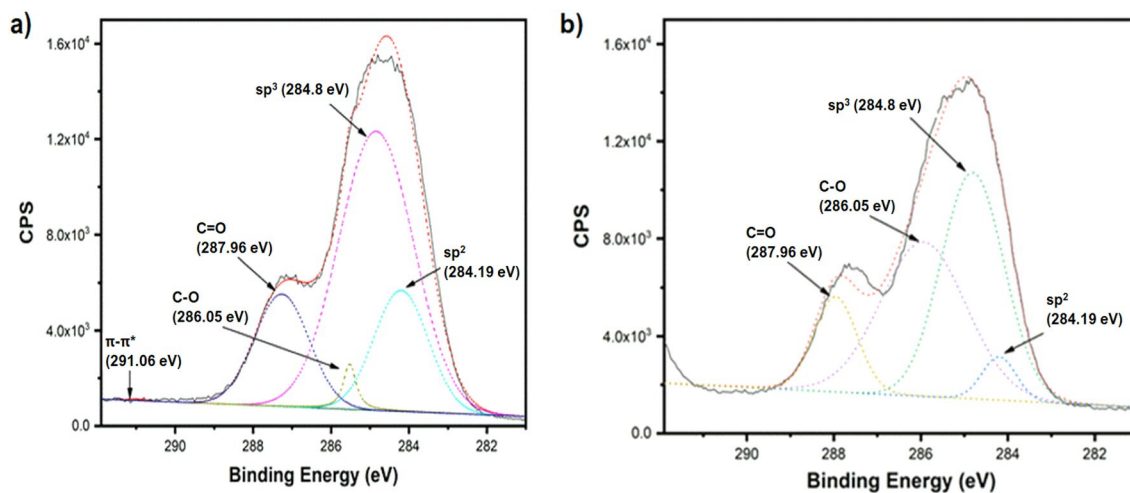 a)
CPS
1.6x10⁴
1.2x10⁴
8.0x10³
4.0x10³
0.0
sp³ (284.8 eV)
C=O
(287.96 eV)
sp²
(284.19 eV)
C-O
(286.05 eV)
π-π*
(291.06 eV)
290
288
286
284
282
Binding Energy (eV)
b)
CPS
1.6x10⁴
1.2x10⁴
8.0x10³
4.0x10³
0.0
sp³ (284.8 eV)
C-O
(286.05 eV)
C=O
(287.96 eV)
sp²
(284.19 eV)
290
288
286
284
282
Binding Energy (eV)